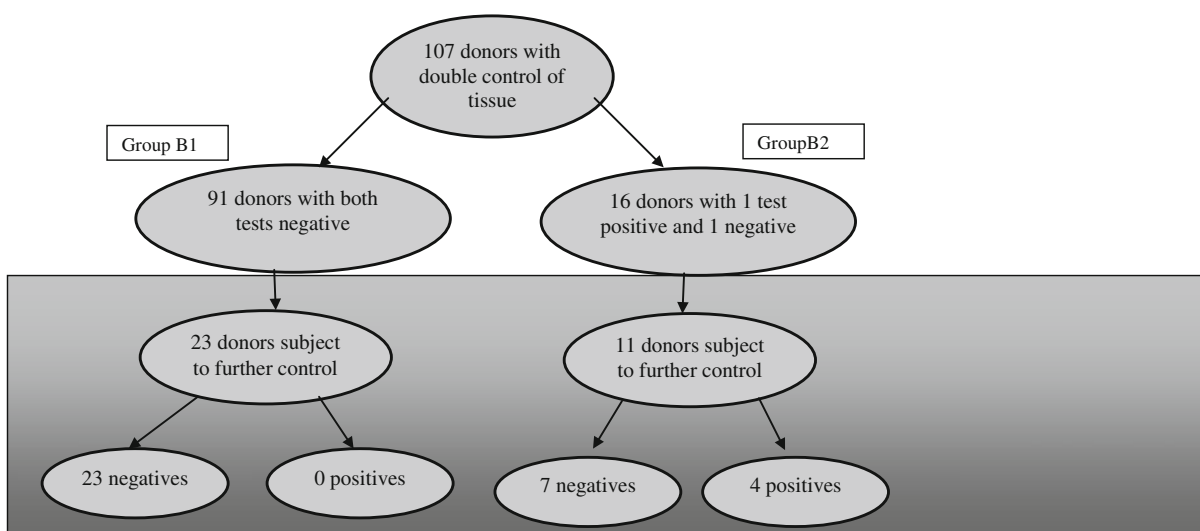 107 donors with
double control of
tissue
Group B1
GroupB2
91 donors with both
tests negative
16 donors with 1 test
positive and 1 negative
23 donors subject
to further control
11 donors subject
to further control
23 negatives
0 positives
7 negatives
4 positives